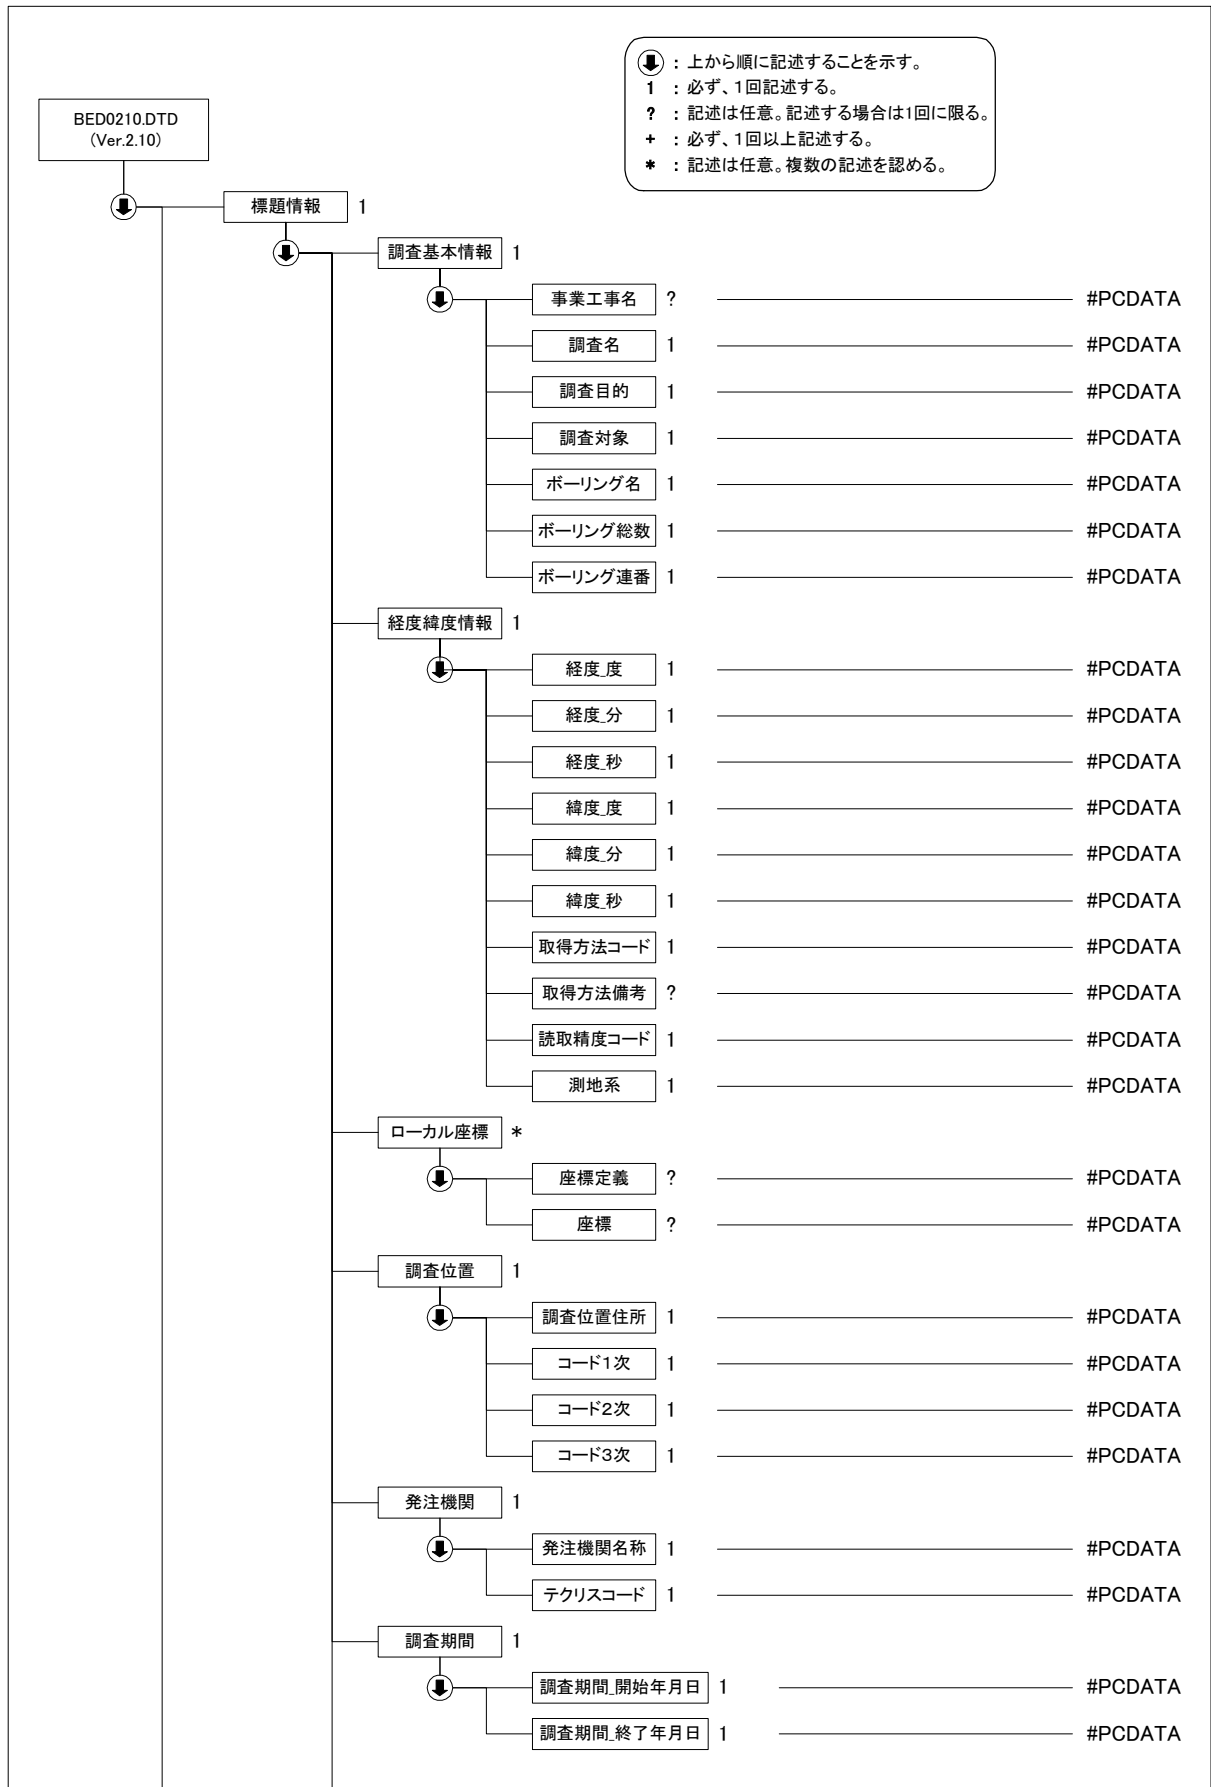 ⬇ : 上から順に記述することを示す。
1 : 必ず、1回記述する。
? : 記述は任意。記述する場合は1回に限る。
+ : 必ず、1回以上記述する。
* : 記述は任意。複数の記述を認める。
BED0210.DTD
(Ver.2.10)
標題情報 1
調査基本情報 1
事業工事名 ? #PCDATA
調査名 1 #PCDATA
調査目的 1 #PCDATA
調査対象 1 #PCDATA
ボーリング名 1 #PCDATA
ボーリング総数 1 #PCDATA
ボーリング連番 1 #PCDATA
経度緯度情報 1
経度_度 1 #PCDATA
経度_分 1 #PCDATA
経度_秒 1 #PCDATA
緯度_度 1 #PCDATA
緯度_分 1 #PCDATA
緯度_秒 1 #PCDATA
取得方法コード 1 #PCDATA
取得方法備考 ? #PCDATA
読取精度コード 1 #PCDATA
測地系 1 #PCDATA
ローカル座標 *
座標定義 ? #PCDATA
座標 ? #PCDATA
調査位置 1
調査位置住所 1 #PCDATA
コード1次 1 #PCDATA
コード2次 1 #PCDATA
コード3次 1 #PCDATA
発注機関 1
発注機関名称 1 #PCDATA
テクリスコード 1 #PCDATA
調査期間 1
調査期間_開始年月日 1 #PCDATA
調査期間_終了年月日 1 #PCDATA